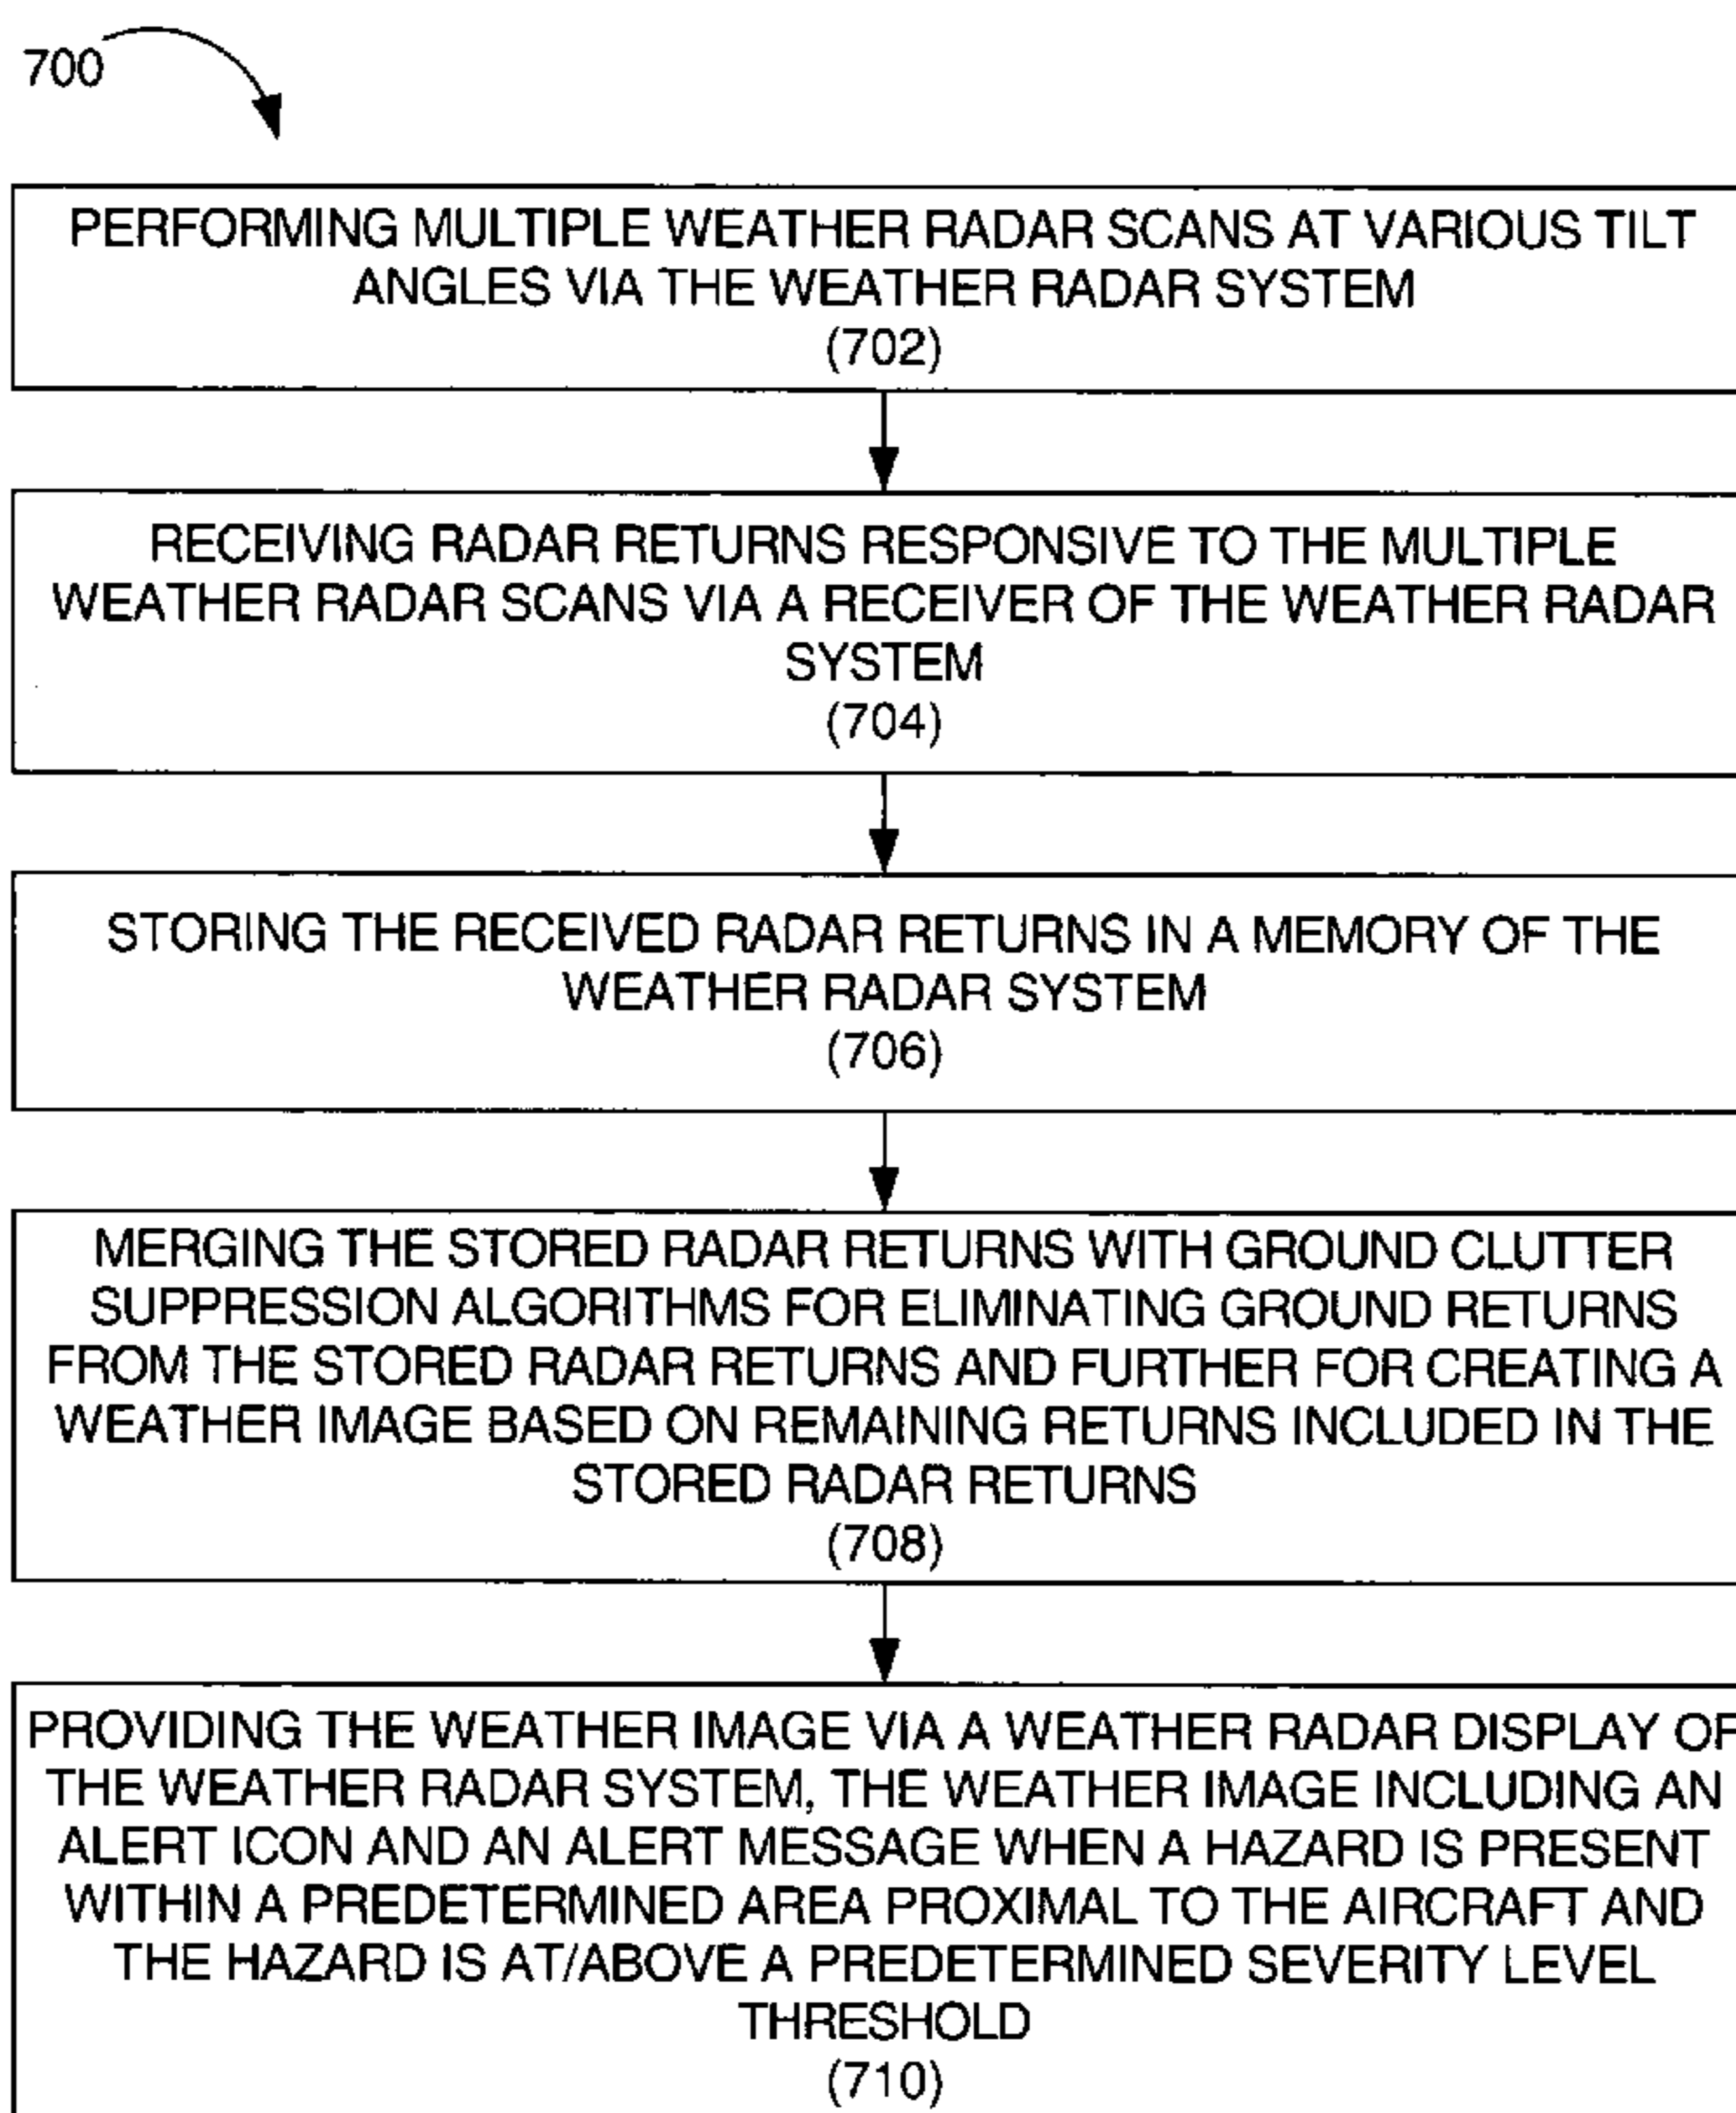 700
PERFORMING MULTIPLE WEATHER RADAR SCANS AT VARIOUS TILT
ANGLES VIA THE WEATHER RADAR SYSTEM
(702)
RECEIVING RADAR RETURNS RESPONSIVE TO THE MULTIPLE
WEATHER RADAR SCANS VIA A RECEIVER OF THE WEATHER RADAR
SYSTEM
(704)
STORING THE RECEIVED RADAR RETURNS IN A MEMORY OF THE
WEATHER RADAR SYSTEM
(706)
MERGING THE STORED RADAR RETURNS WITH GROUND CLUTTER
SUPPRESSION ALGORITHMS FOR ELIMINATING GROUND RETURNS
FROM THE STORED RADAR RETURNS AND FURTHER FOR CREATING A
WEATHER IMAGE BASED ON REMAINING RETURNS INCLUDED IN THE
STORED RADAR RETURNS
(708)
PROVIDING THE WEATHER IMAGE VIA A WEATHER RADAR DISPLAY OF
THE WEATHER RADAR SYSTEM, THE WEATHER IMAGE INCLUDING AN
ALERT ICON AND AN ALERT MESSAGE WHEN A HAZARD IS PRESENT
WITHIN A PREDETERMINED AREA PROXIMAL TO THE AIRCRAFT AND
THE HAZARD IS AT/ABOVE A PREDETERMINED SEVERITY LEVEL
THRESHOLD
(710)